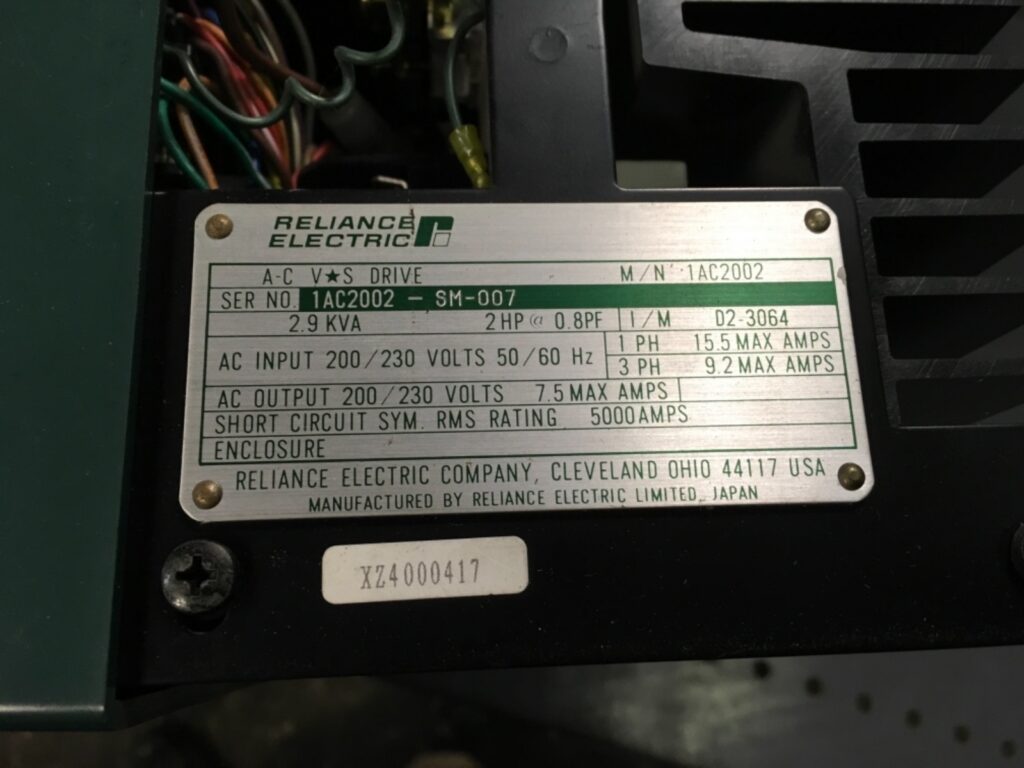 RELIANCE
ELECTRIC
A-C V★S DRIVE M/N 1AC2002
SER NO. 1AC2002 - SM-007
2.9 KVA 2 HP @ 0.8PF I/M D2-3064
AC INPUT 200/230 VOLTS 50/60 Hz
1 PH 15.5 MAX AMPS
3 PH 9.2 MAX AMPS
AC OUTPUT 200/230 VOLTS 7.5 MAX AMPS
SHORT CIRCUIT SYM. RMS RATING 5000AMPS
ENCLOSURE
RELIANCE ELECTRIC COMPANY, CLEVELAND OHIO 44117 USA
MANUFACTURED BY RELIANCE ELECTRIC LIMITED, JAPAN
XZ4000417